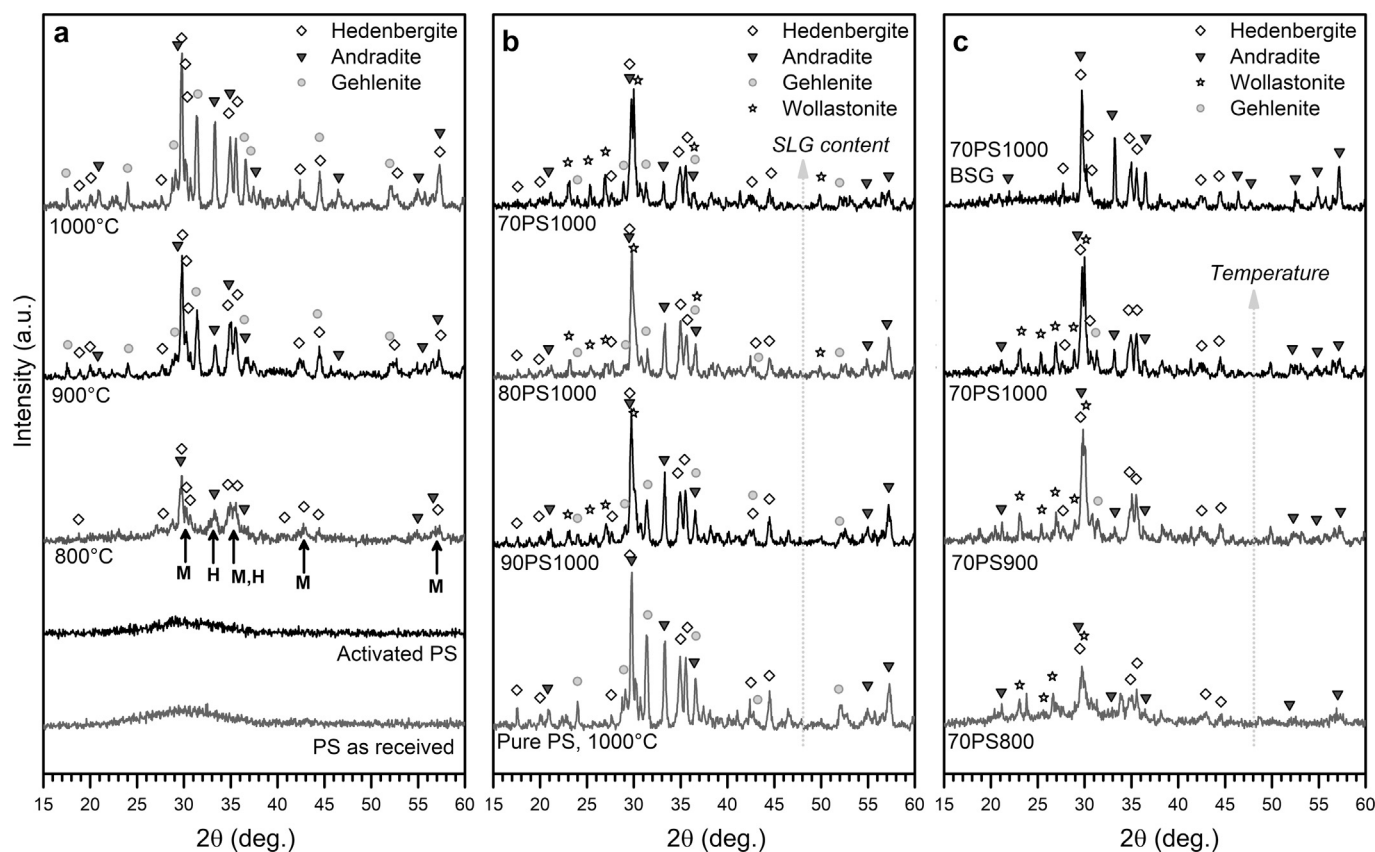 Intensity (a.u.)
a
Hedenbergite
Andradite
Gehlenite
1000°C
900°C
800°C
M
H
M,H
M
M
Activated PS
PS as received
15 20 25 30 35 40 45 50 55 60
2θ (deg.)
b
Hedenbergite
Andradite
Gehlenite
Wollastonite
SLG content
70PS1000
80PS1000
90PS1000
Pure PS, 1000°C
15 20 25 30 35 40 45 50 55 60
2θ (deg.)
c
Hedenbergite
Andradite
Wollastonite
Gehlenite
70PS1000
BSG
Temperature
70PS1000
70PS900
70PS800
15 20 25 30 35 40 45 50 55 60
2θ (deg.)